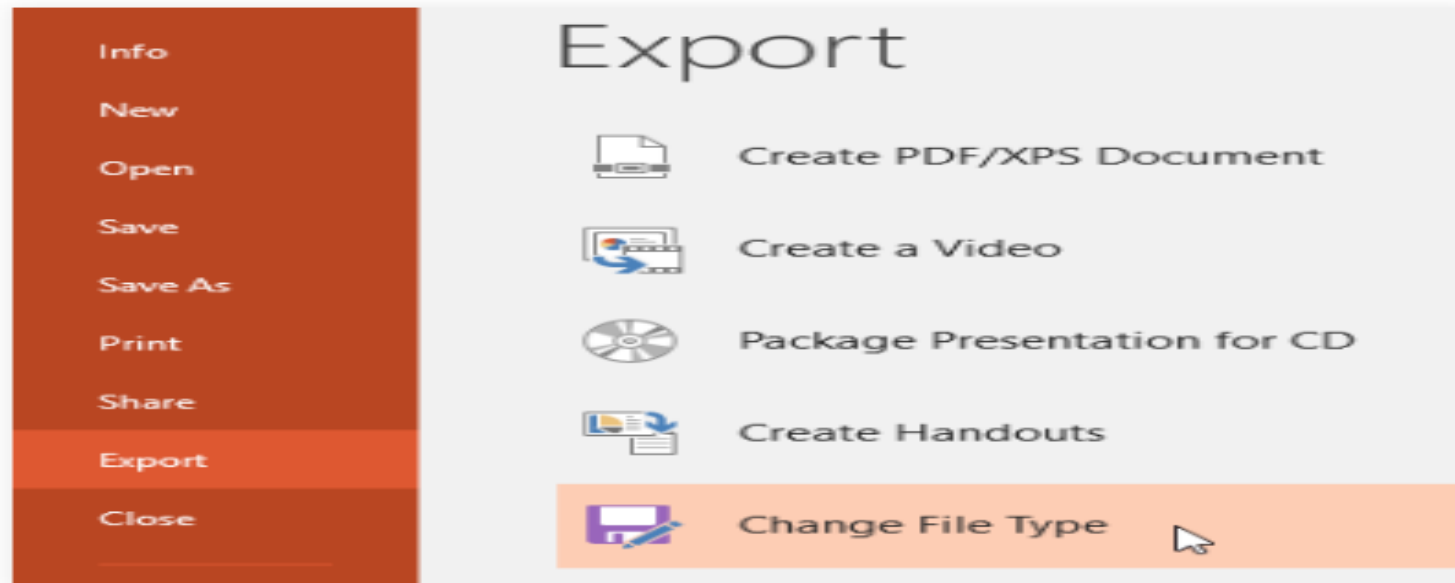 Info
New
Open
Save
Save As
Print
Share
Export
Close
Export
Create PDF/XPS Document
Create a Video
Package Presentation for CD
Create Handouts
Change File Type